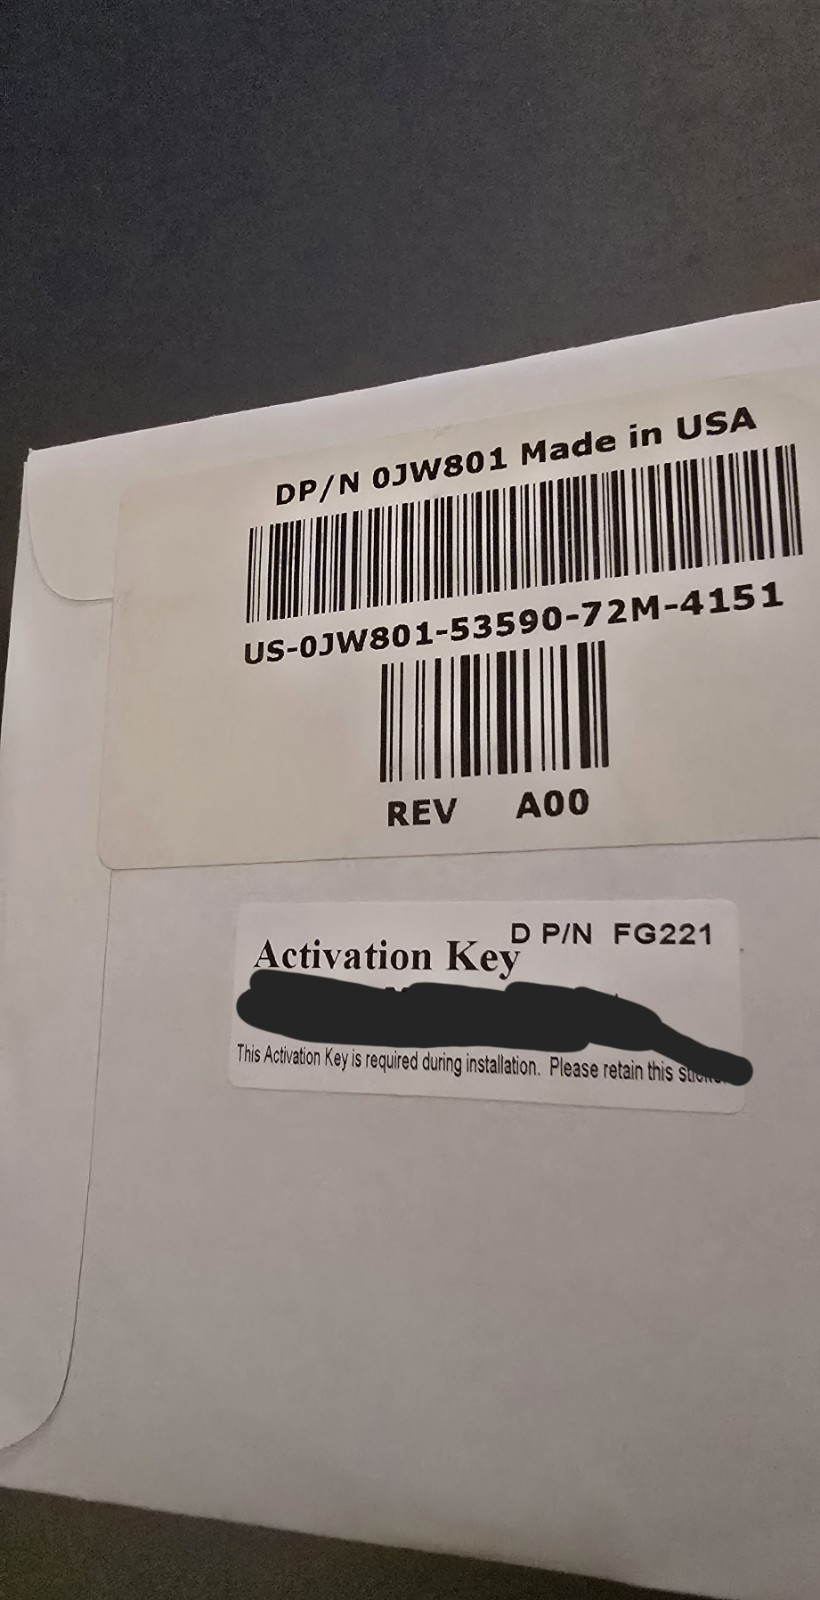 DP/N 0JW801 Made in USA
US-0JW801-53590-72M-4151
REV A00
D P/N FG221
Activation Key
This Activation Key is required during installation. Please retain this